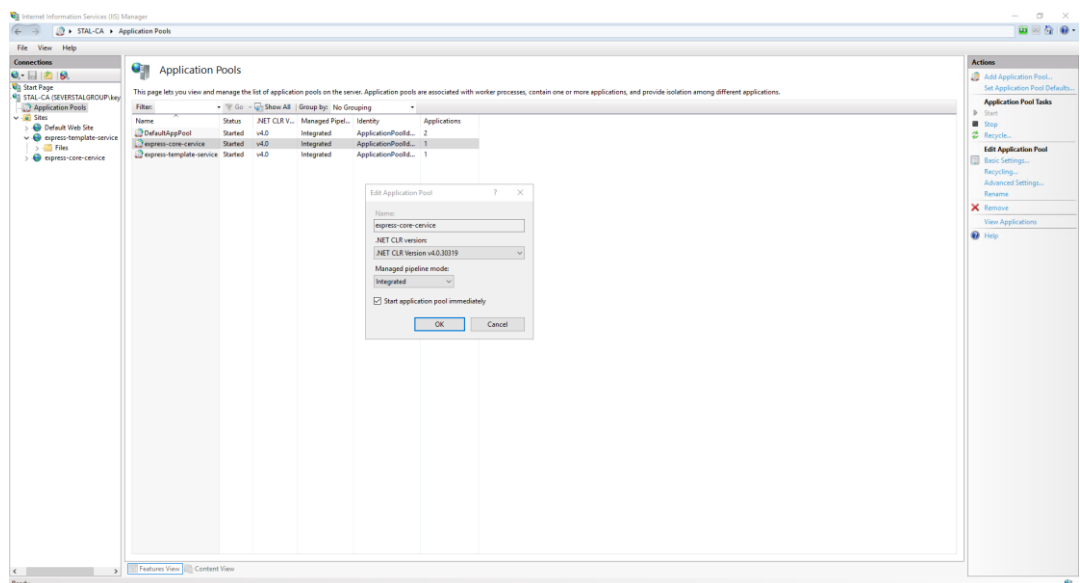 Internet Information Services (IIS) Manager
STAL-CA Application Pools
File View Help
Connections
Start Page
STAL-CA (SEVERSTALGROUP\key
Application Pools
Sites
Default Web Site
express-template-service
Files
express-core-cervice
Application Pools
This page lets you view and manage the list of application pools on the server. Application pools are associated with worker processes, contain one or more applications, and provide isolation among different applications.
Filter: Go Show All Group by: No Grouping
Name Status .NET CLR V... Managed Pipel... Identity Applications
DefaultAppPool Started v4.0 Integrated ApplicationPoolId... 2
express-core-cervice Started v4.0 Integrated ApplicationPoolId... 1
express-template-service Started v4.0 Integrated ApplicationPoolId... 1
Edit Application Pool ? ×
Name:
express-core-cervice
.NET CLR version:
.NET CLR Version v4.0.30319
Managed pipeline mode:
Integrated
Start application pool immediately
OK Cancel
Actions
Add Application Pool...
Set Application Pool Defaults...
Application Pool Tasks
Start
Stop
Recycle...
Edit Application Pool
Basic Settings...
Recycling...
Advanced Settings...
Rename
Remove
View Applications
Help
Features View Content View